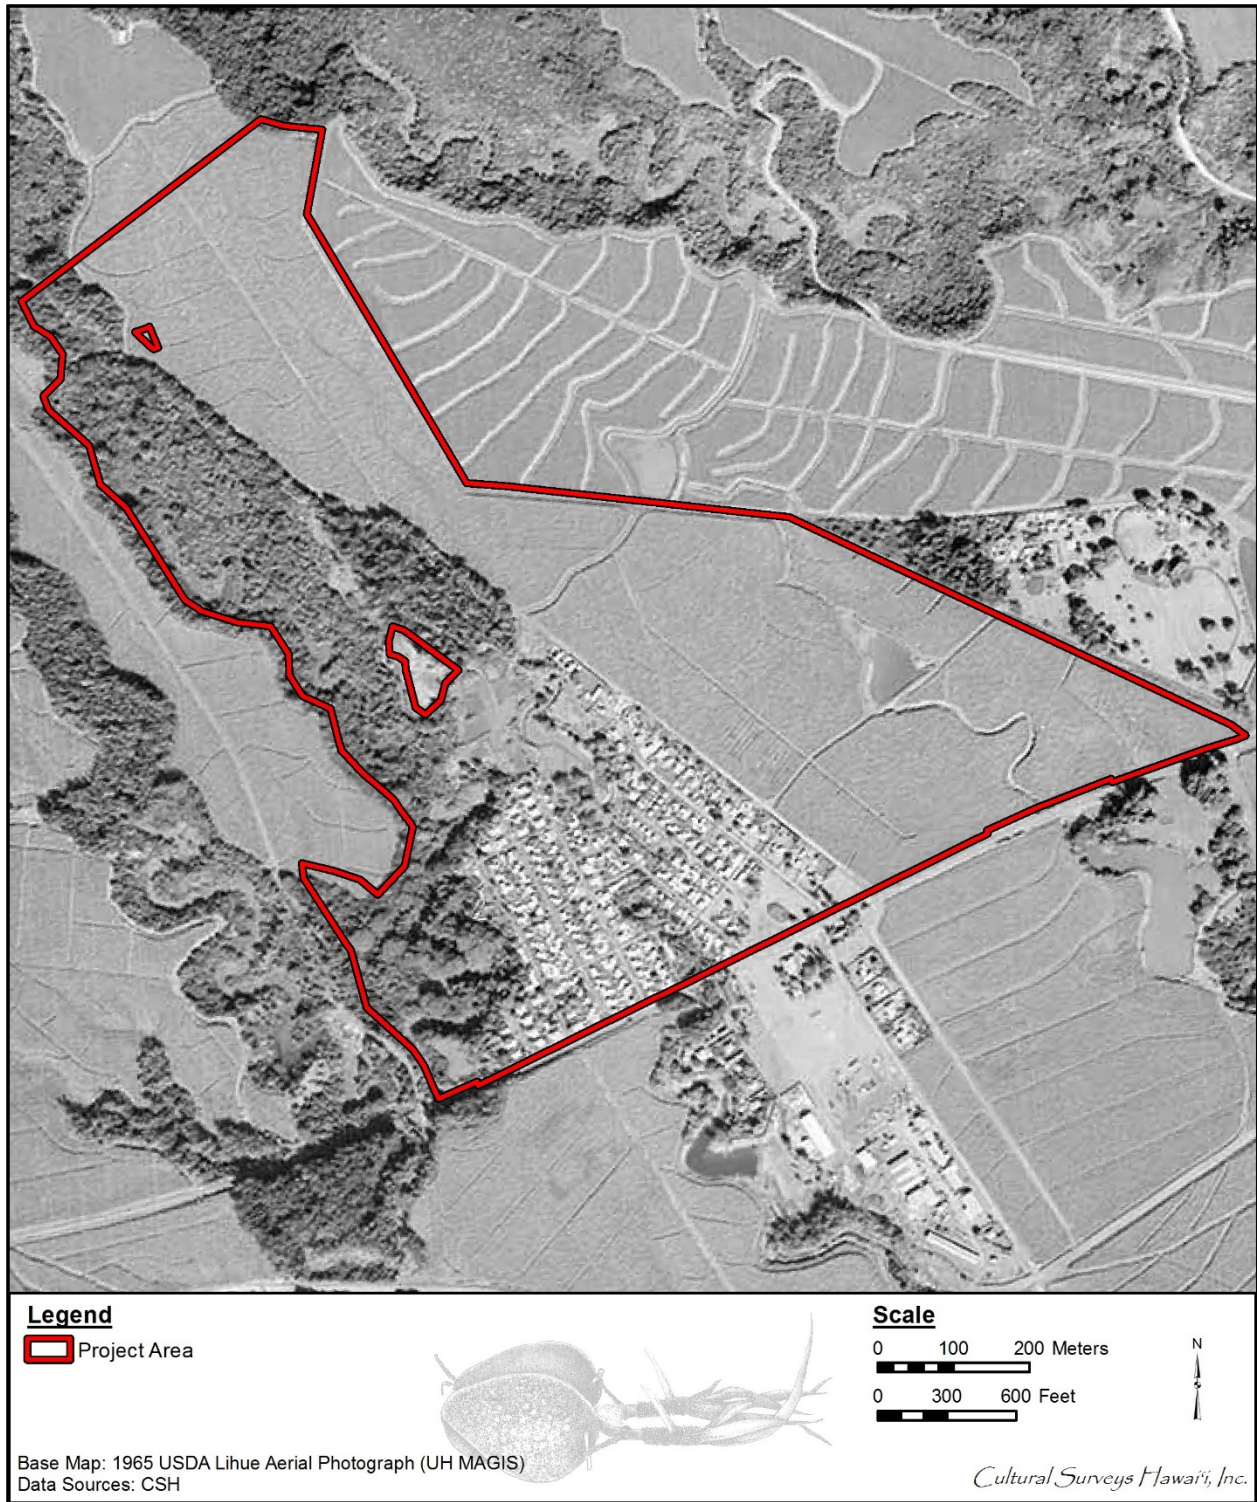 Legend
Project Area
Scale
0 100 200 Meters
0 300 600 Feet
N
Base Map: 1965 USDA Lihue Aerial Photograph (UH MAGIS)
Data Sources: CSH
Cultural Surveys Hawai‘i, Inc.